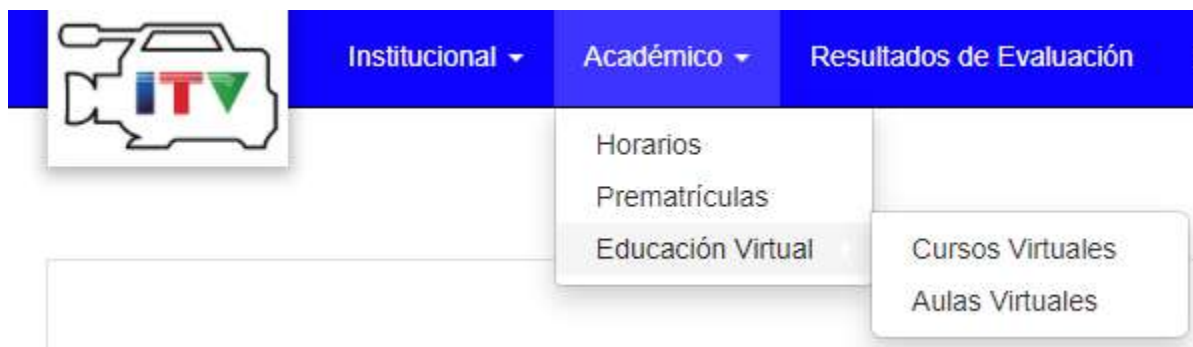 ITV
Institucional
Académico
Resultados de Evaluación
Horarios
Prematrículas
Educación Virtual
Cursos Virtuales
Aulas Virtuales